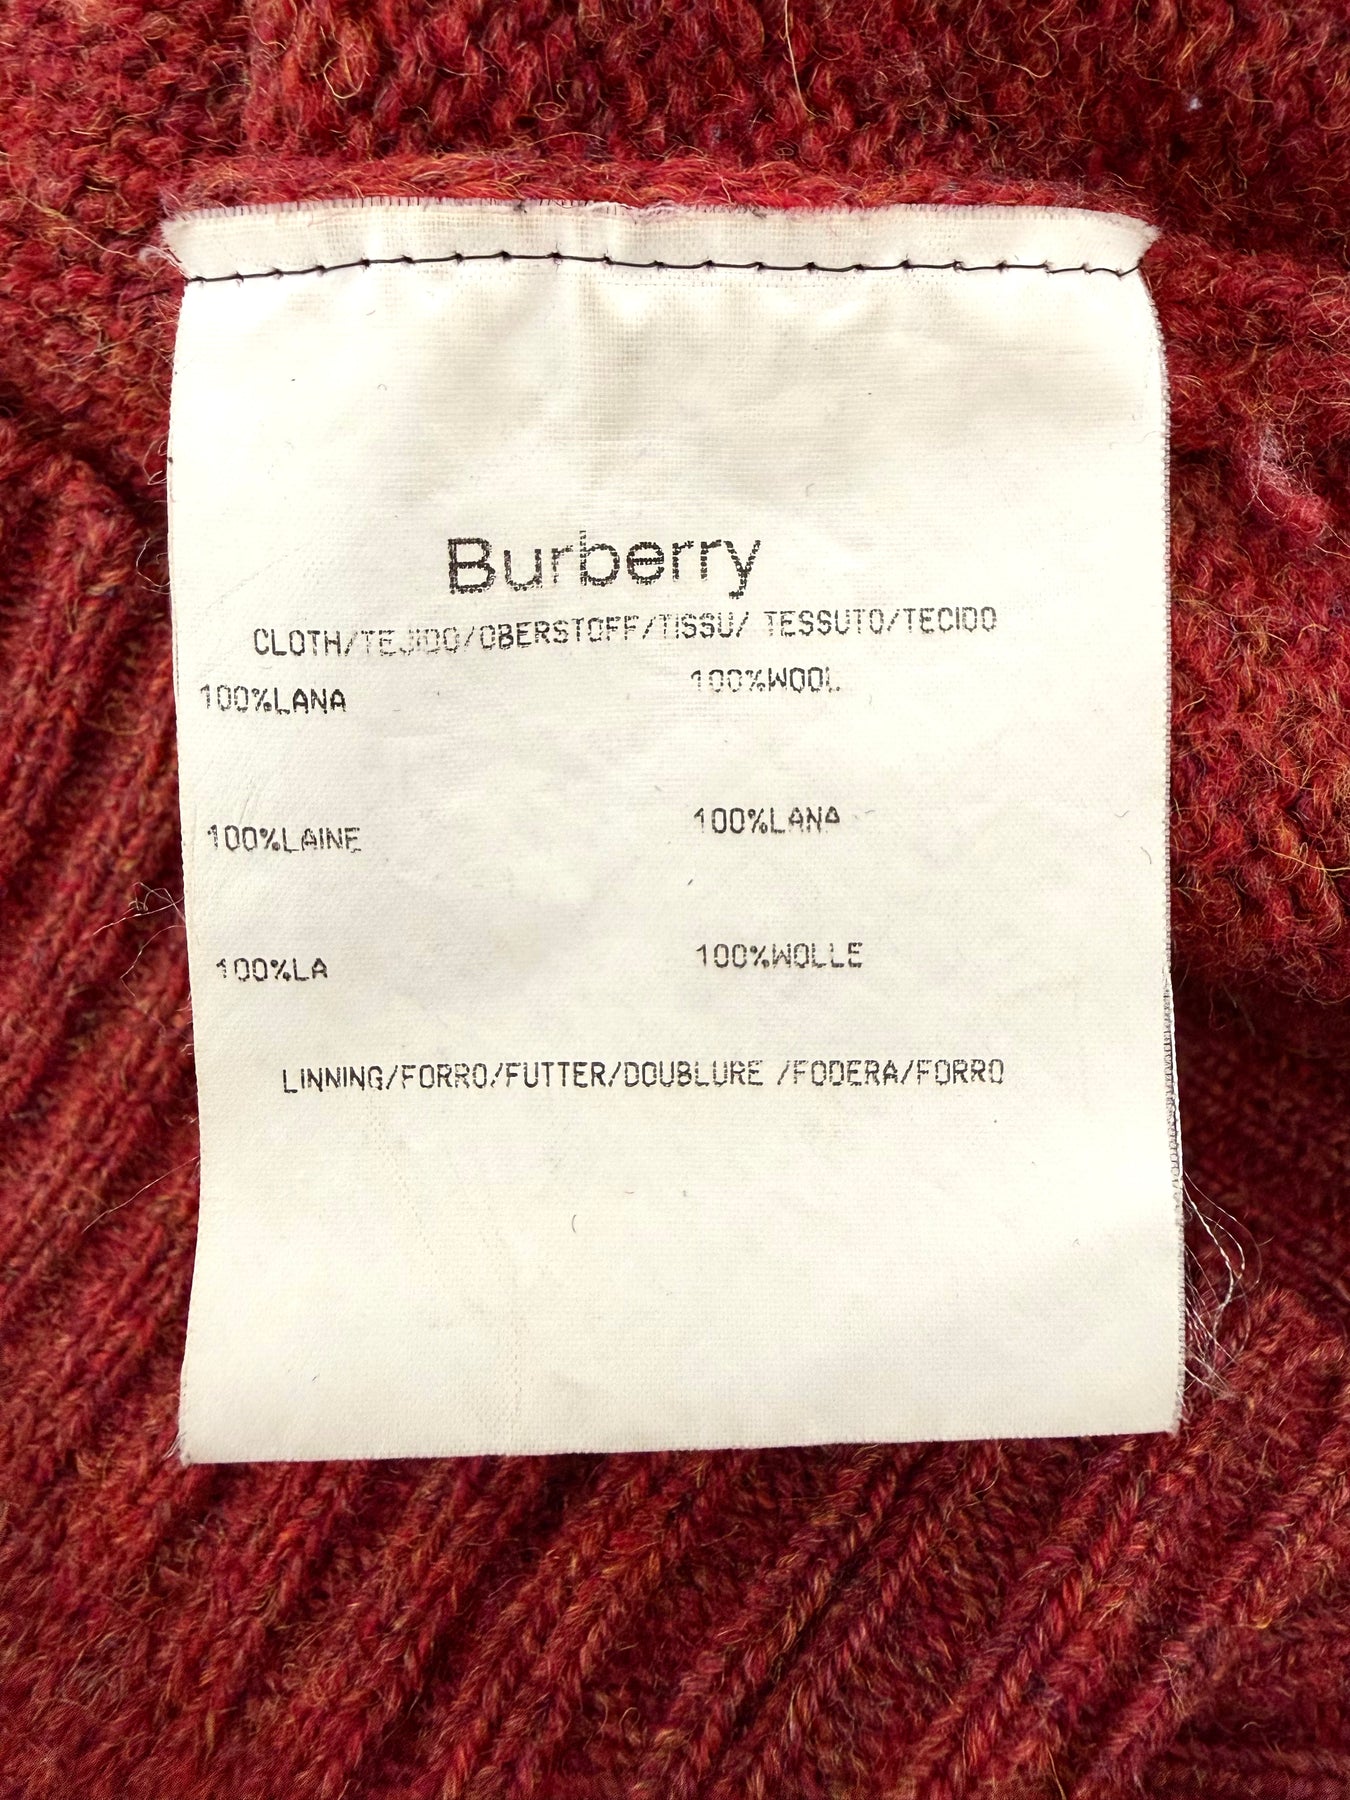 Burberry
CLOTH/TEJIDO/OBERSTOFF/TISSU/ TESSUTO/TECIDO
100%LANA 100%WOOL
100%LAINE 100%LANA
100%LA 100%WOLLE
LINNING/FORRO/FUTTER/DOUBLURE /FODERA/FORRO